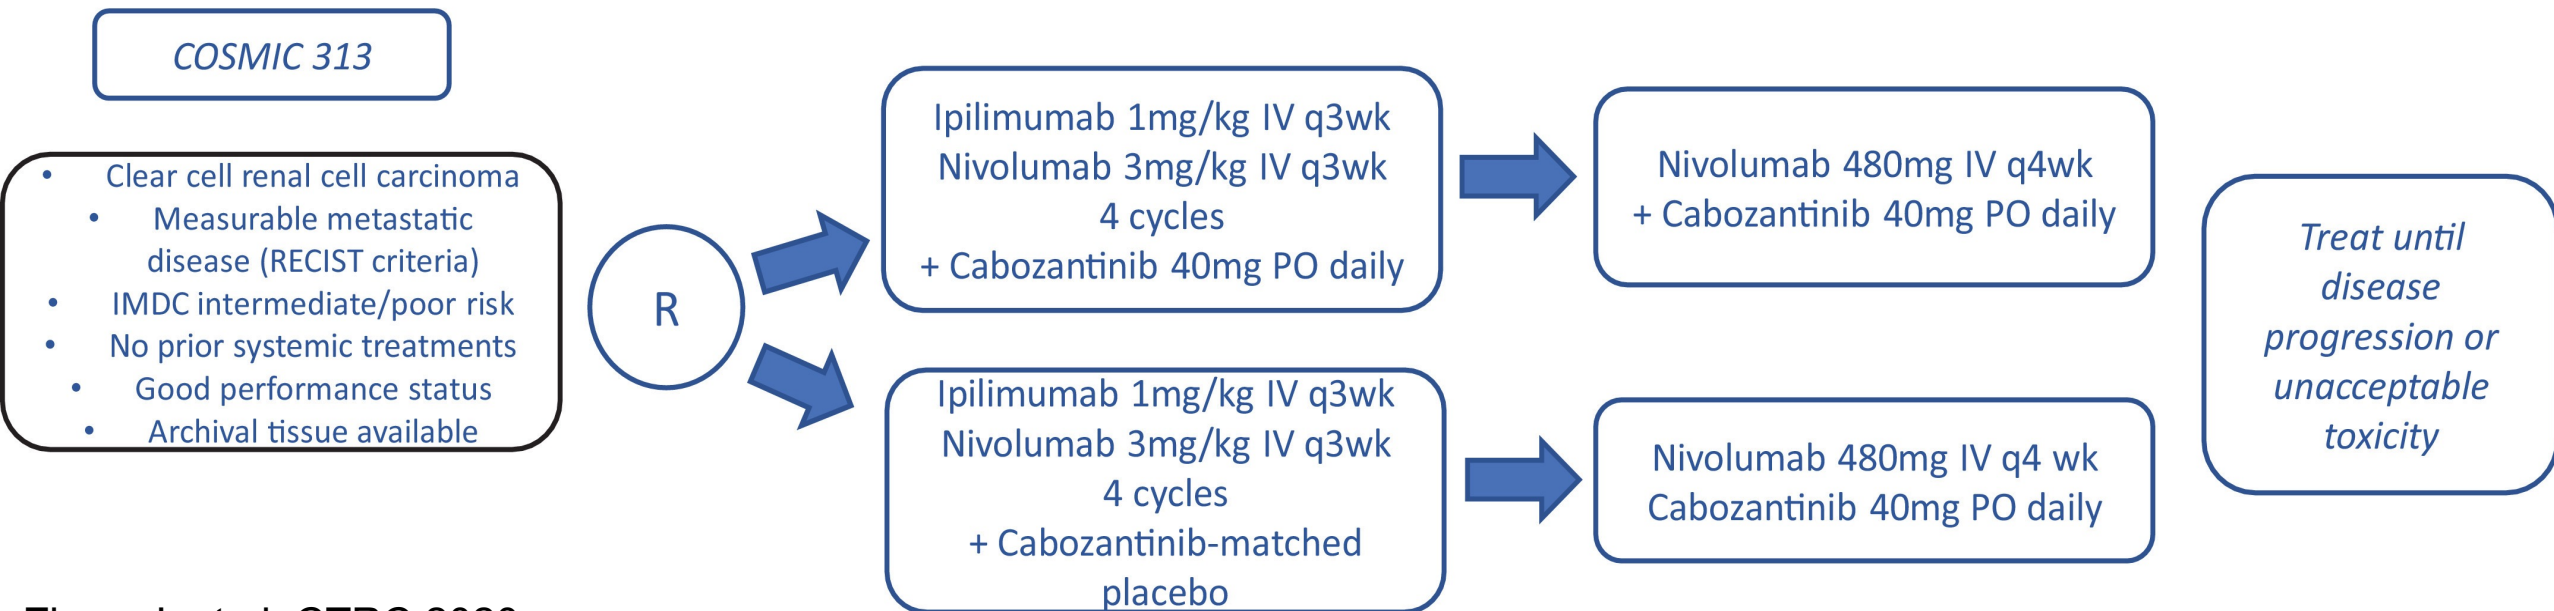 COSMIC 313
• Clear cell renal cell carcinoma
• Measurable metastatic
disease (RECIST criteria)
• IMDC intermediate/poor risk
• No prior systemic treatments
• Good performance status
• Archival tissue available
R
Ipilimumab 1mg/kg IV q3wk
Nivolumab 3mg/kg IV q3wk
4 cycles
+ Cabozantinib 40mg PO daily
Nivolumab 480mg IV q4wk
+ Cabozantinib 40mg PO daily
Ipilimumab 1mg/kg IV q3wk
Nivolumab 3mg/kg IV q3wk
4 cycles
+ Cabozantinib-matched
placebo
Nivolumab 480mg IV q4 wk
Cabozantinib 40mg PO daily
Treat until
disease
progression or
unacceptable
toxicity